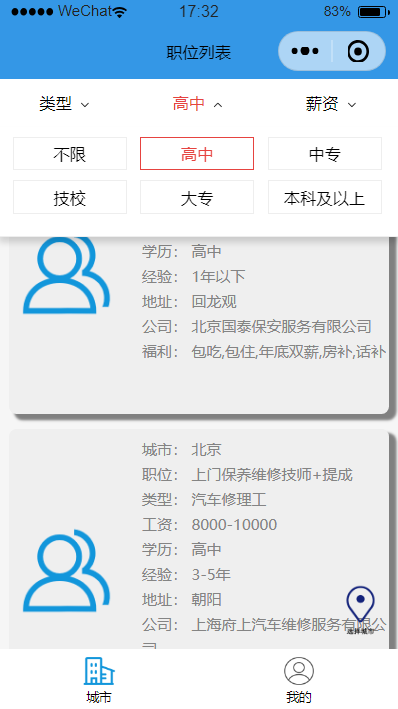 WeChat 17:32 83%
职位列表
类型 高中 薪资
不限 高中 中专
技校 大专 本科及以上
学历： 高中
经验： 1年以下
地址： 回龙观
公司： 北京国泰保安服务有限公司
福利： 包吃,包住,年底双薪,房补,话补
城市： 北京
职位： 上门保养维修技师+提成
类型： 汽车修理工
工资： 8000-10000
学历： 高中
经验： 3-5年
地址： 朝阳
公司： 上海府上汽车维修服务有限公
司
选择城市
城市 我的